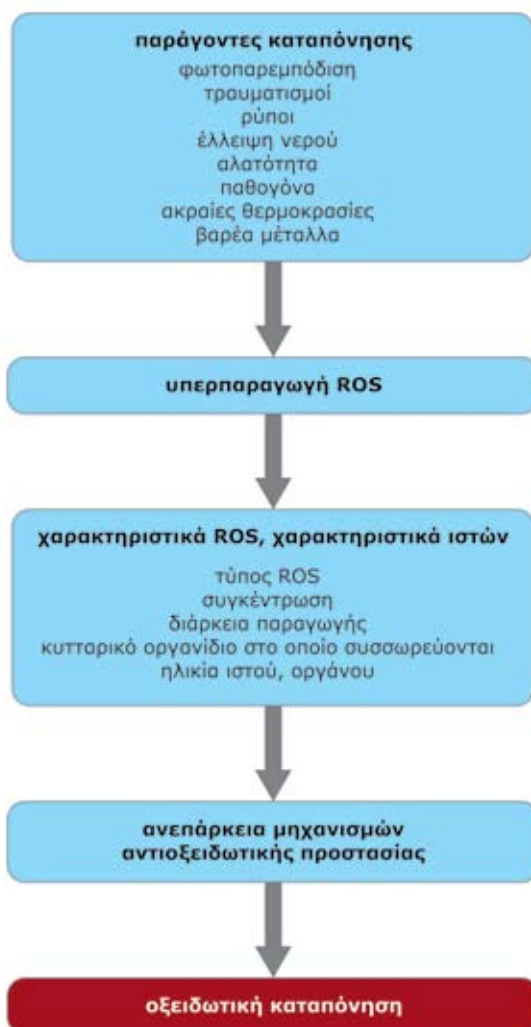 παράγοντες καταπόνησης
φωτοπαρεμπόδιση
τραυματισμοί
ρύποι
έλλειψη νερού
αλατότητα
παθογόνα
ακραίες θερμοκρασίες
βαρέα μέταλλα
υπερπαραγωγή ROS
χαρακτηριστικά ROS, χαρακτηριστικά ιστών
τύπος ROS
συγκέντρωση
διάρκεια παραγωγής
κυτταρικό οργανίδιο στο οποίο συσσωρεύονται
ηλικία ιστού, οργάνου
ανεπάρκεια μηχανισμών
αντιοξειδωτικής προστασίας
οξειδωτική καταπόνηση